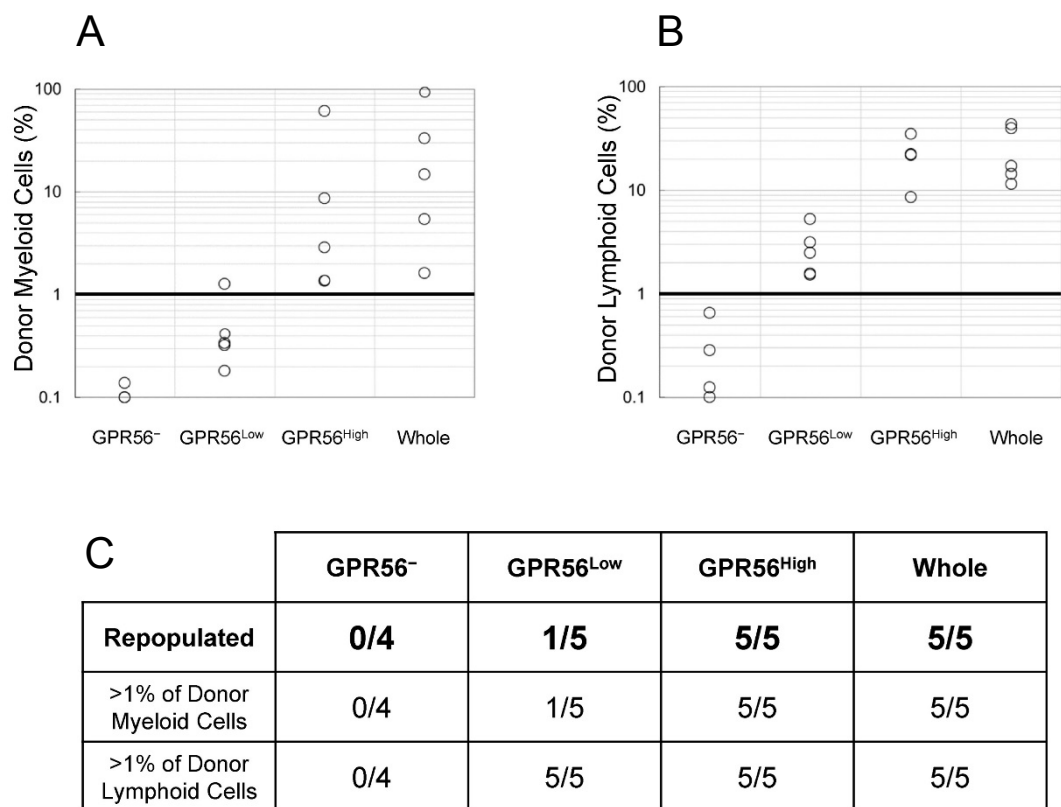 A
B
Donor Myeloid Cells (%)
100
10
1
0.1
GPR56⁻
GPR56Low
GPR56High
Whole
Donor Lymphoid Cells (%)
100
10
1
0.1
GPR56⁻
GPR56Low
GPR56High
Whole
C
GPR56⁻ GPR56Low GPR56High Whole
Repopulated 0/4 1/5 5/5 5/5
>1% of Donor
Myeloid Cells 0/4 1/5 5/5 5/5
>1% of Donor
Lymphoid Cells 0/4 5/5 5/5 5/5